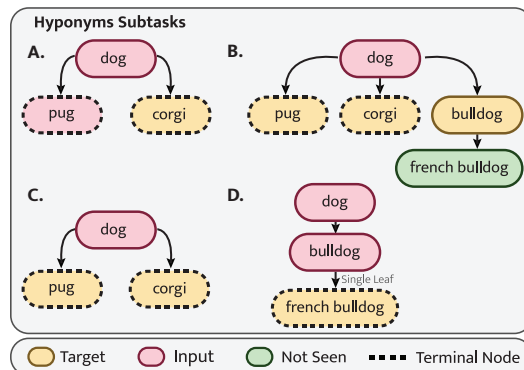 Hyponyms Subtasks
A.
dog
pug
corgi
B.
dog
pug
corgi
bulldog
french bulldog
C.
dog
pug
corgi
D.
dog
bulldog
Single Leaf
french bulldog
Target
Input
Not Seen
Terminal Node